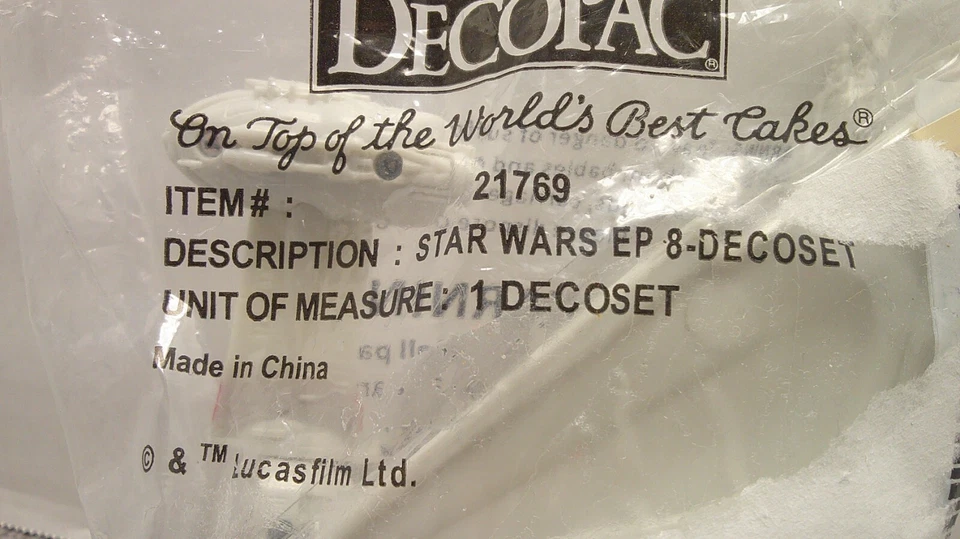 DECOPAC®
On Top of the World's Best Cakes®
ITEM# : 21769
DESCRIPTION : STAR WARS EP 8-DECOSET
UNIT OF MEASURE: 1 DECOSET
Made in China
© & ™ Lucasfilm Ltd.